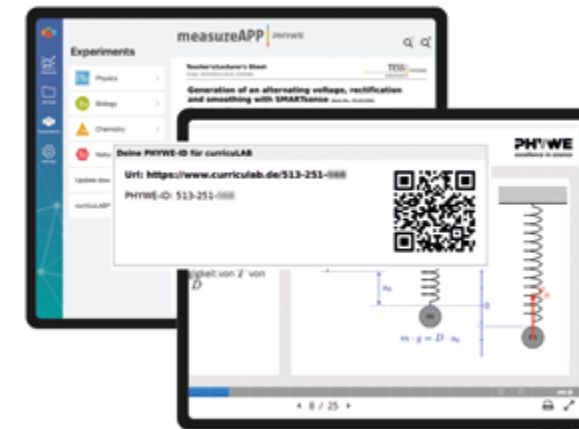 measureAPP PHYWE
Experiments
Teacher's/Lecturer's Sheet
TESS
Physics
Generation of an alternating voltage, rectification
and smoothing with SMARTsense
Biology
Chemistry
PHYWE
excellence in science
Deine PHYWE-ID für curricuLAB
Url: https://www.curriculab.de/513-251-
PHYWE-ID: 513-251-
von
D
m · g = D ·
8 / 25